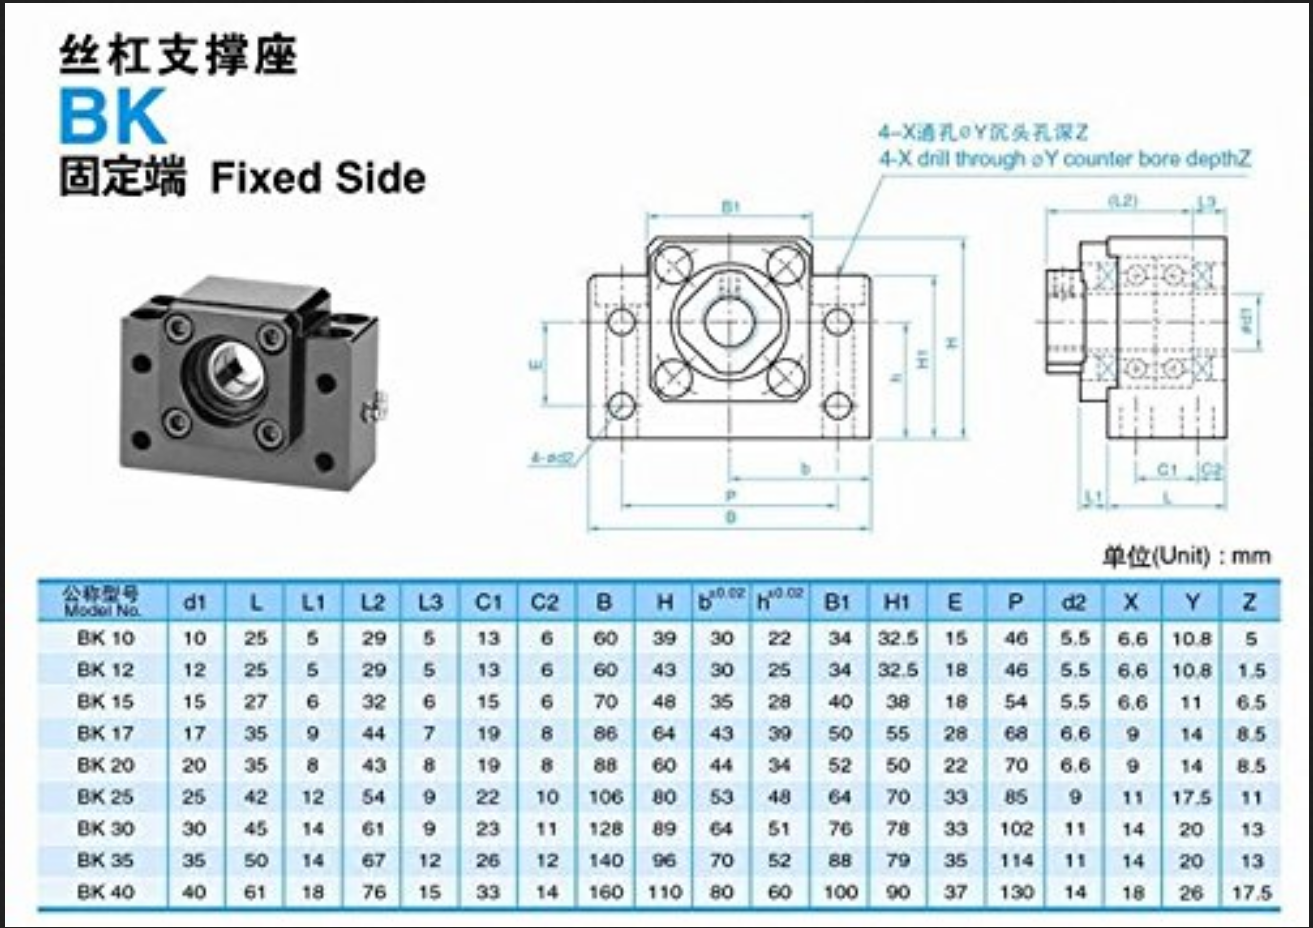 丝杠支撑座
BK
固定端 Fixed Side
4-X通孔øY沉头孔深Z
4-X drill through øY counter bore depthZ
B1
(L2) L3
E
h
H1
H
ød1
4-ød2
b
P
B
C1 C2
L1 L
单位(Unit) : mm
公称型号 Model No. d1 L L1 L2 L3 C1 C2 B H b±0.02 h±0.02 B1 H1 E P d2 X Y Z
BK 10 10 25 5 29 5 13 6 60 39 30 22 34 32.5 15 46 5.5 6.6 10.8 5
BK 12 12 25 5 29 5 13 6 60 43 30 25 34 32.5 18 46 5.5 6.6 10.8 1.5
BK 15 15 27 6 32 6 15 6 70 48 35 28 40 38 18 54 5.5 6.6 11 6.5
BK 17 17 35 9 44 7 19 8 86 64 43 39 50 55 28 68 6.6 9 14 8.5
BK 20 20 35 8 43 8 19 8 88 60 44 34 52 50 22 70 6.6 9 14 8.5
BK 25 25 42 12 54 9 22 10 106 80 53 48 64 70 33 85 9 11 17.5 11
BK 30 30 45 14 61 9 23 11 128 89 64 51 76 78 33 102 11 14 20 13
BK 35 35 50 14 67 12 26 12 140 96 70 52 88 79 35 114 11 14 20 13
BK 40 40 61 18 76 15 33 14 160 110 80 60 100 90 37 130 14 18 26 17.5